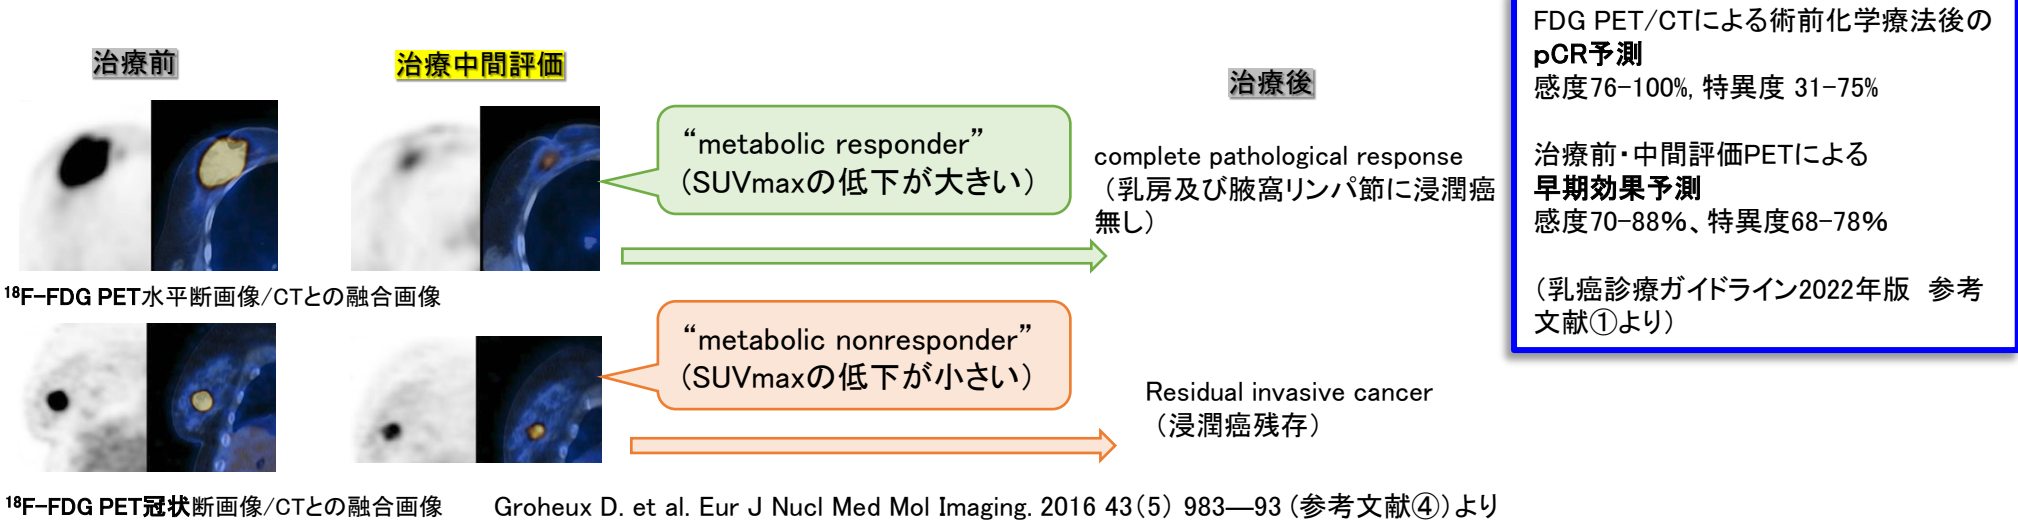 治療前
治療中間評価
治療後
“metabolic responder”
（SUVmaxの低下が大きい）
complete pathological response
（乳房及び腋窩リンパ節に浸潤癌
無し）
¹⁸F-FDG PET水平断画像/CTとの融合画像
“metabolic nonresponder”
（SUVmaxの低下が小さい）
Residual invasive cancer
（浸潤癌残存）
¹⁸F-FDG PET冠状断画像/CTとの融合画像
Groheux D. et al. Eur J Nucl Med Mol Imaging. 2016 43(5) 983—93 (参考文献④)より
FDG PET/CTによる術前化学療法後の
pCR予測
感度76-100%, 特異度 31-75%
治療前・中間評価PETによる
早期効果予測
感度70-88%、特異度68-78%
（乳癌診療ガイドライン2022年版 参考
文献①より）